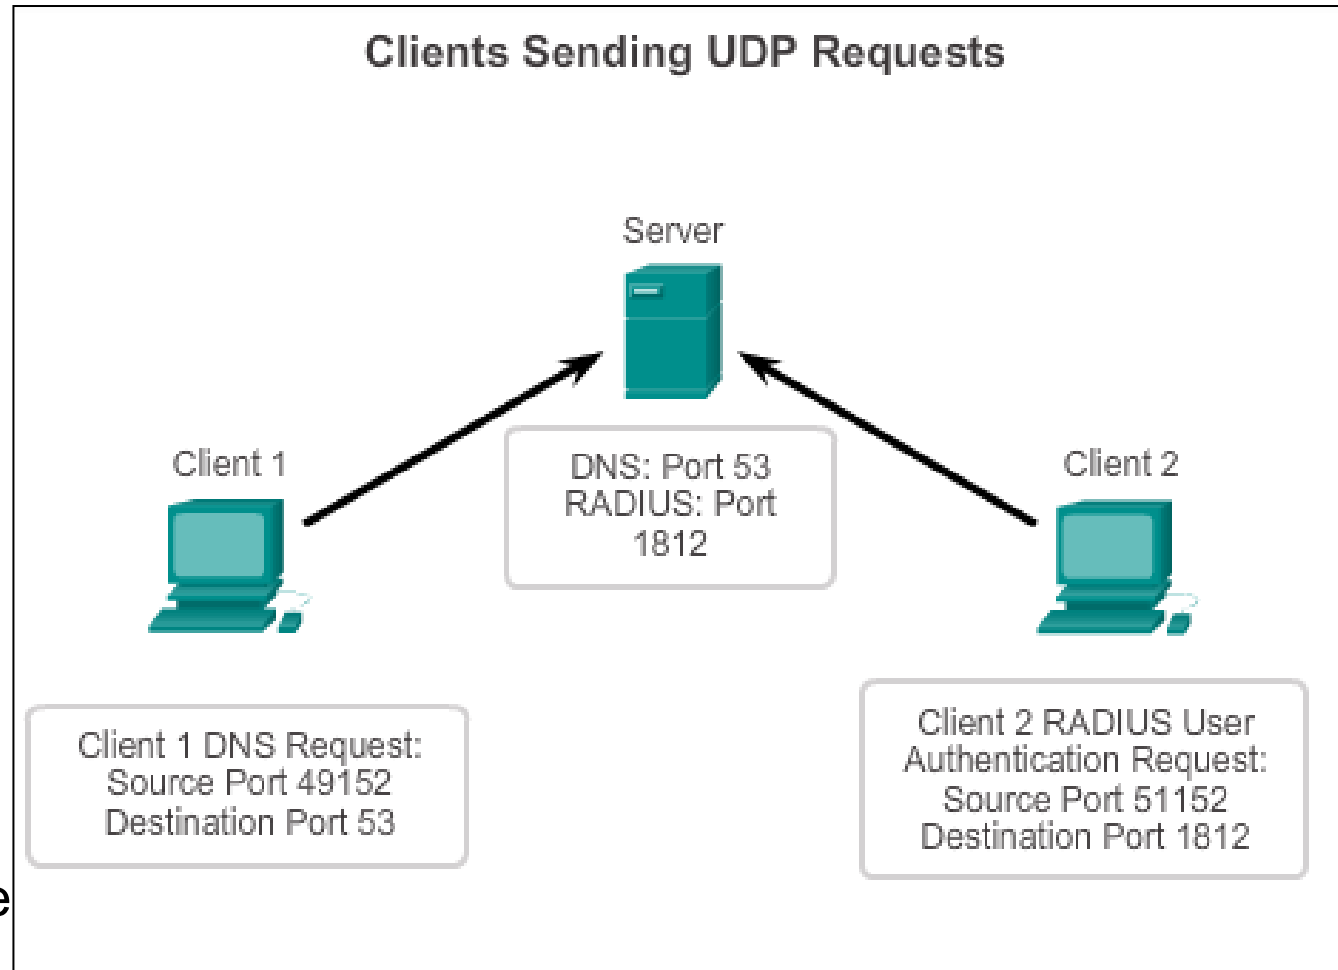 Clients Sending UDP Requests
Server
Client 1
DNS: Port 53
RADIUS: Port
1812
Client 2
Client 1 DNS Request:
Source Port 49152
Destination Port 53
Client 2 RADIUS User
Authentication Request:
Source Port 51152
Destination Port 1812
e